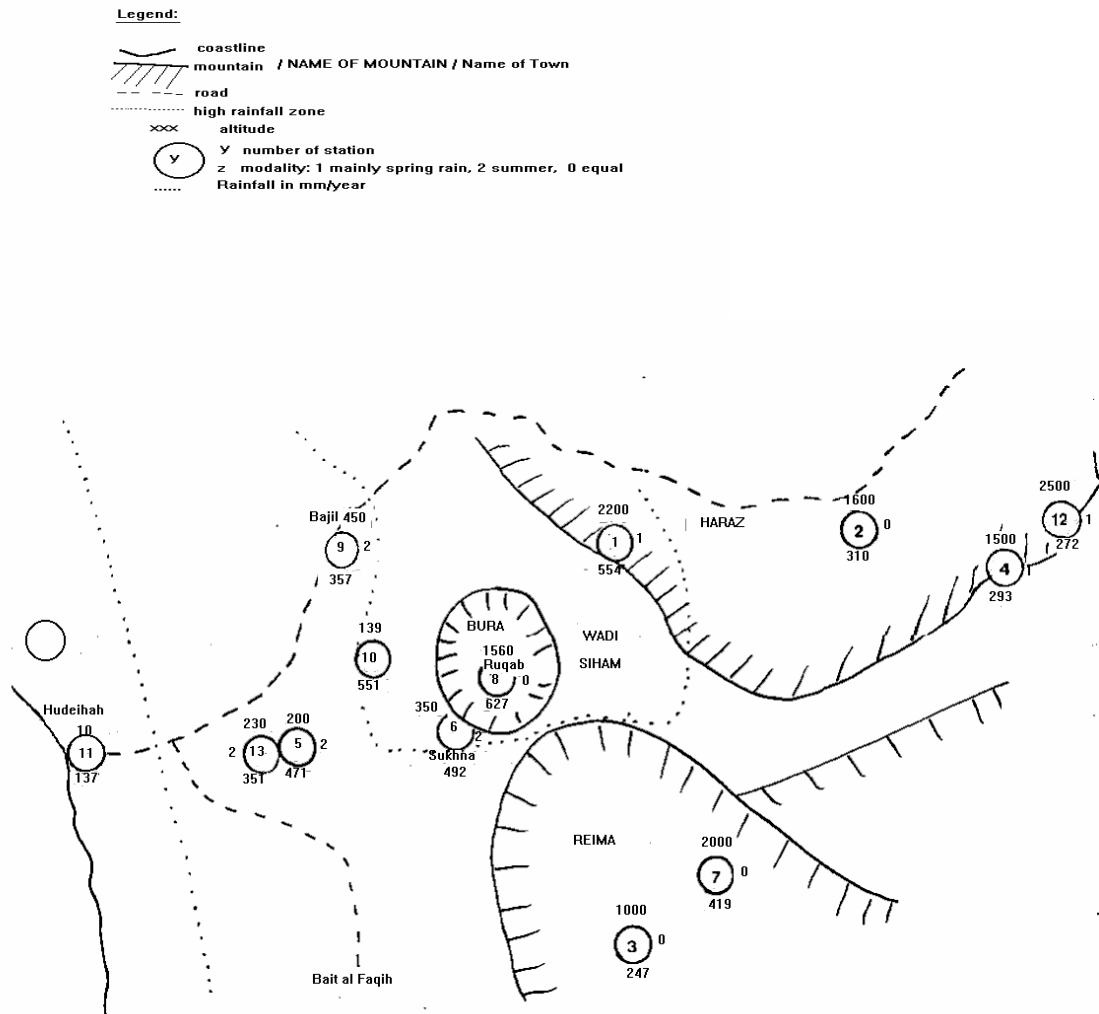 Legend:
coastline
mountain / NAME OF MOUNTAIN / Name of Town
road
high rainfall zone
xxx altitude
y y number of station
z modality: 1 mainly spring rain, 2 summer, 0 equal
Rainfall in mm/year
2500
12 1
272
1600
2 0
310
2200
1 1
554
HARAZ
1500
4
293
Bajil 450
9 2
357
139
10
551
BURA
1560
Ruqab
8 0
627
WADI
SIHAM
350
6 2
Sukhna
492
Hudeihah
10
11
137
230
2 13
351
200
5 2
471
REIMA
2000
7 0
419
1000
3 0
247
Bait al Faqih